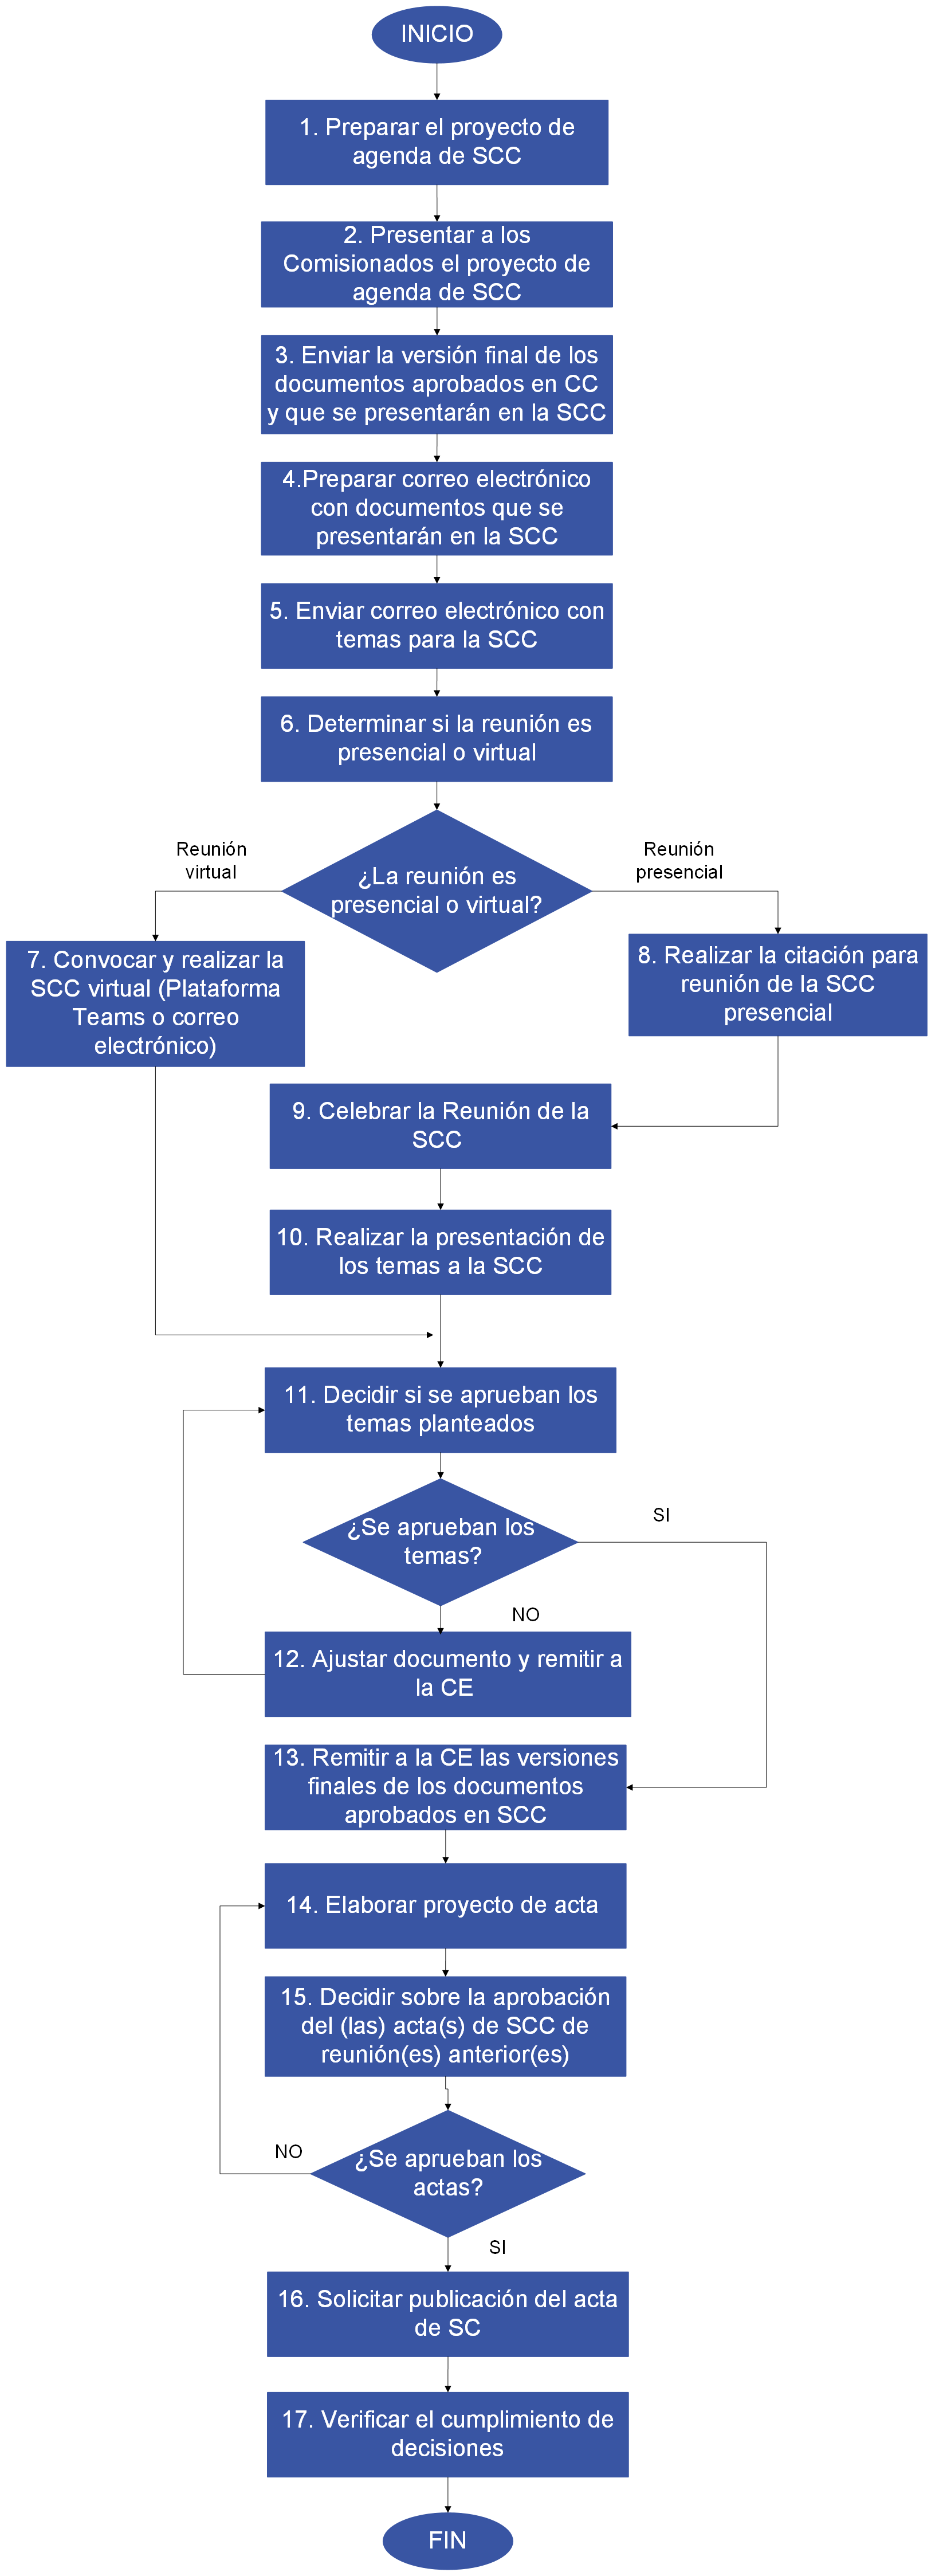 INICIO
1. Preparar el proyecto de
agenda de SCC
2. Presentar a los
Comisionados el proyecto de
agenda de SCC
3. Enviar la versión final de los
documentos aprobados en CC
y que se presentarán en la SCC
4.Preparar correo electrónico
con documentos que se
presentarán en la SCC
5. Enviar correo electrónico con
temas para la SCC
6. Determinar si la reunión es
presencial o virtual
¿La reunión es
presencial o virtual?
Reunión
virtual
Reunión
presencial
7. Convocar y realizar la
SCC virtual (Plataforma
Teams o correo
electrónico)
8. Realizar la citación para
reunión de la SCC
presencial
9. Celebrar la Reunión de la
SCC
10. Realizar la presentación de
los temas a la SCC
11. Decidir si se aprueban los
temas planteados
¿Se aprueban los
temas?
SI
NO
12. Ajustar documento y remitir a
la CE
13. Remitir a la CE las versiones
finales de los documentos
aprobados en SCC
14. Elaborar proyecto de acta
15. Decidir sobre la aprobación
del (las) acta(s) de SCC de
reunión(es) anterior(es)
¿Se aprueban los
actas?
NO
SI
16. Solicitar publicación del acta
de SC
17. Verificar el cumplimiento de
decisiones
FIN